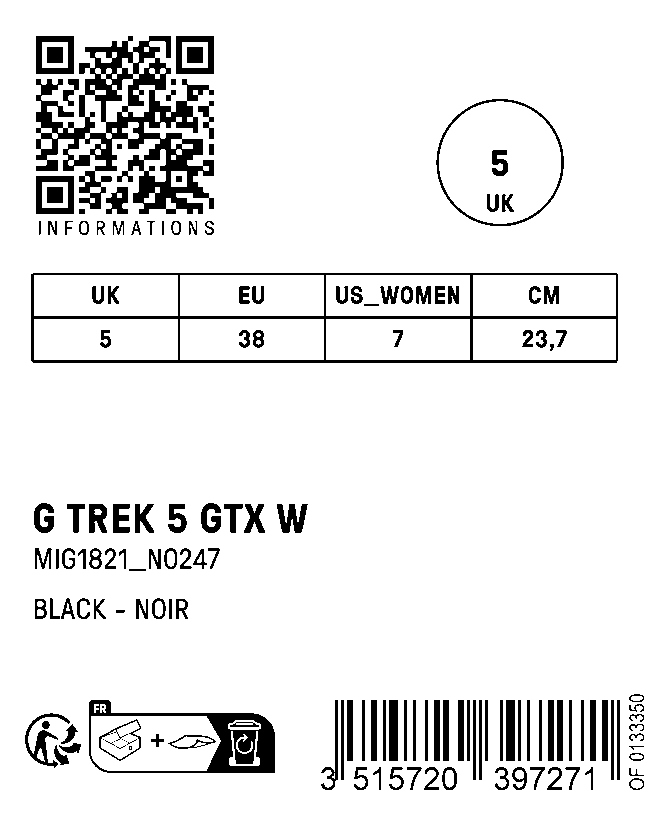 INFORMATIONS
5
UK
UK EU US_WOMEN CM
5 38 7 23,7
G TREK 5 GTX W
MIG1821_N0247
BLACK - NOIR
FR
+
3 515720 397271
OF 0133350